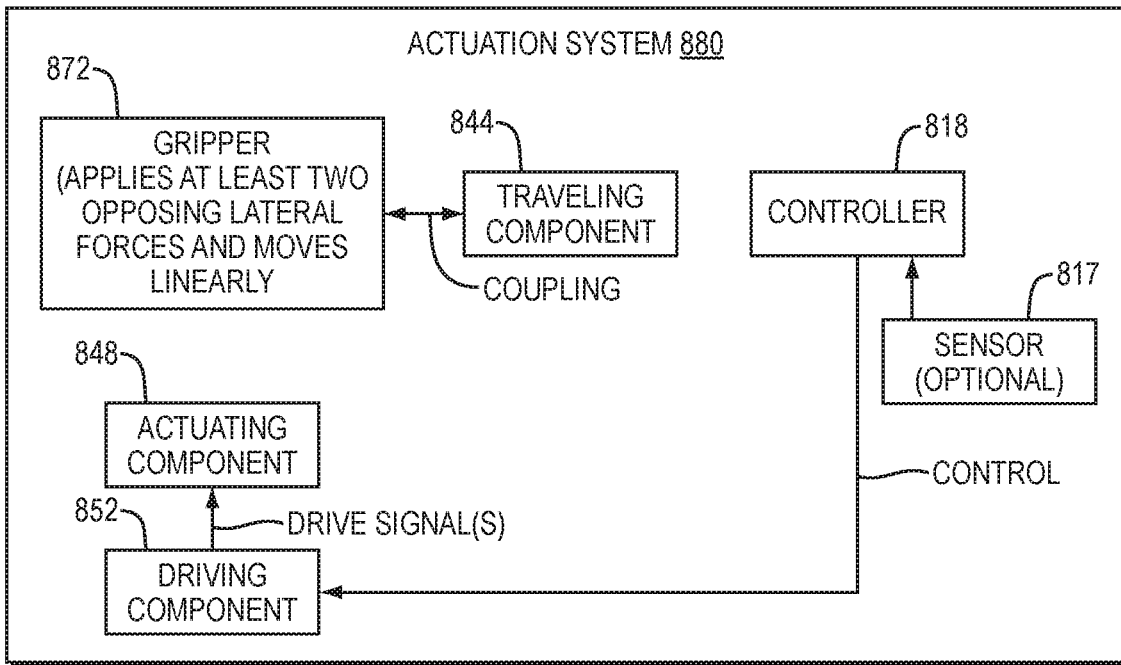 ACTUATION SYSTEM 880
872
GRIPPER
(APPLIES AT LEAST TWO
OPPOSING LATERAL
FORCES AND MOVES
LINEARLY
844
TRAVELING
COMPONENT
COUPLING
818
CONTROLLER
817
SENSOR
(OPTIONAL)
848
ACTUATING
COMPONENT
CONTROL
852
DRIVE SIGNAL(S)
DRIVING
COMPONENT